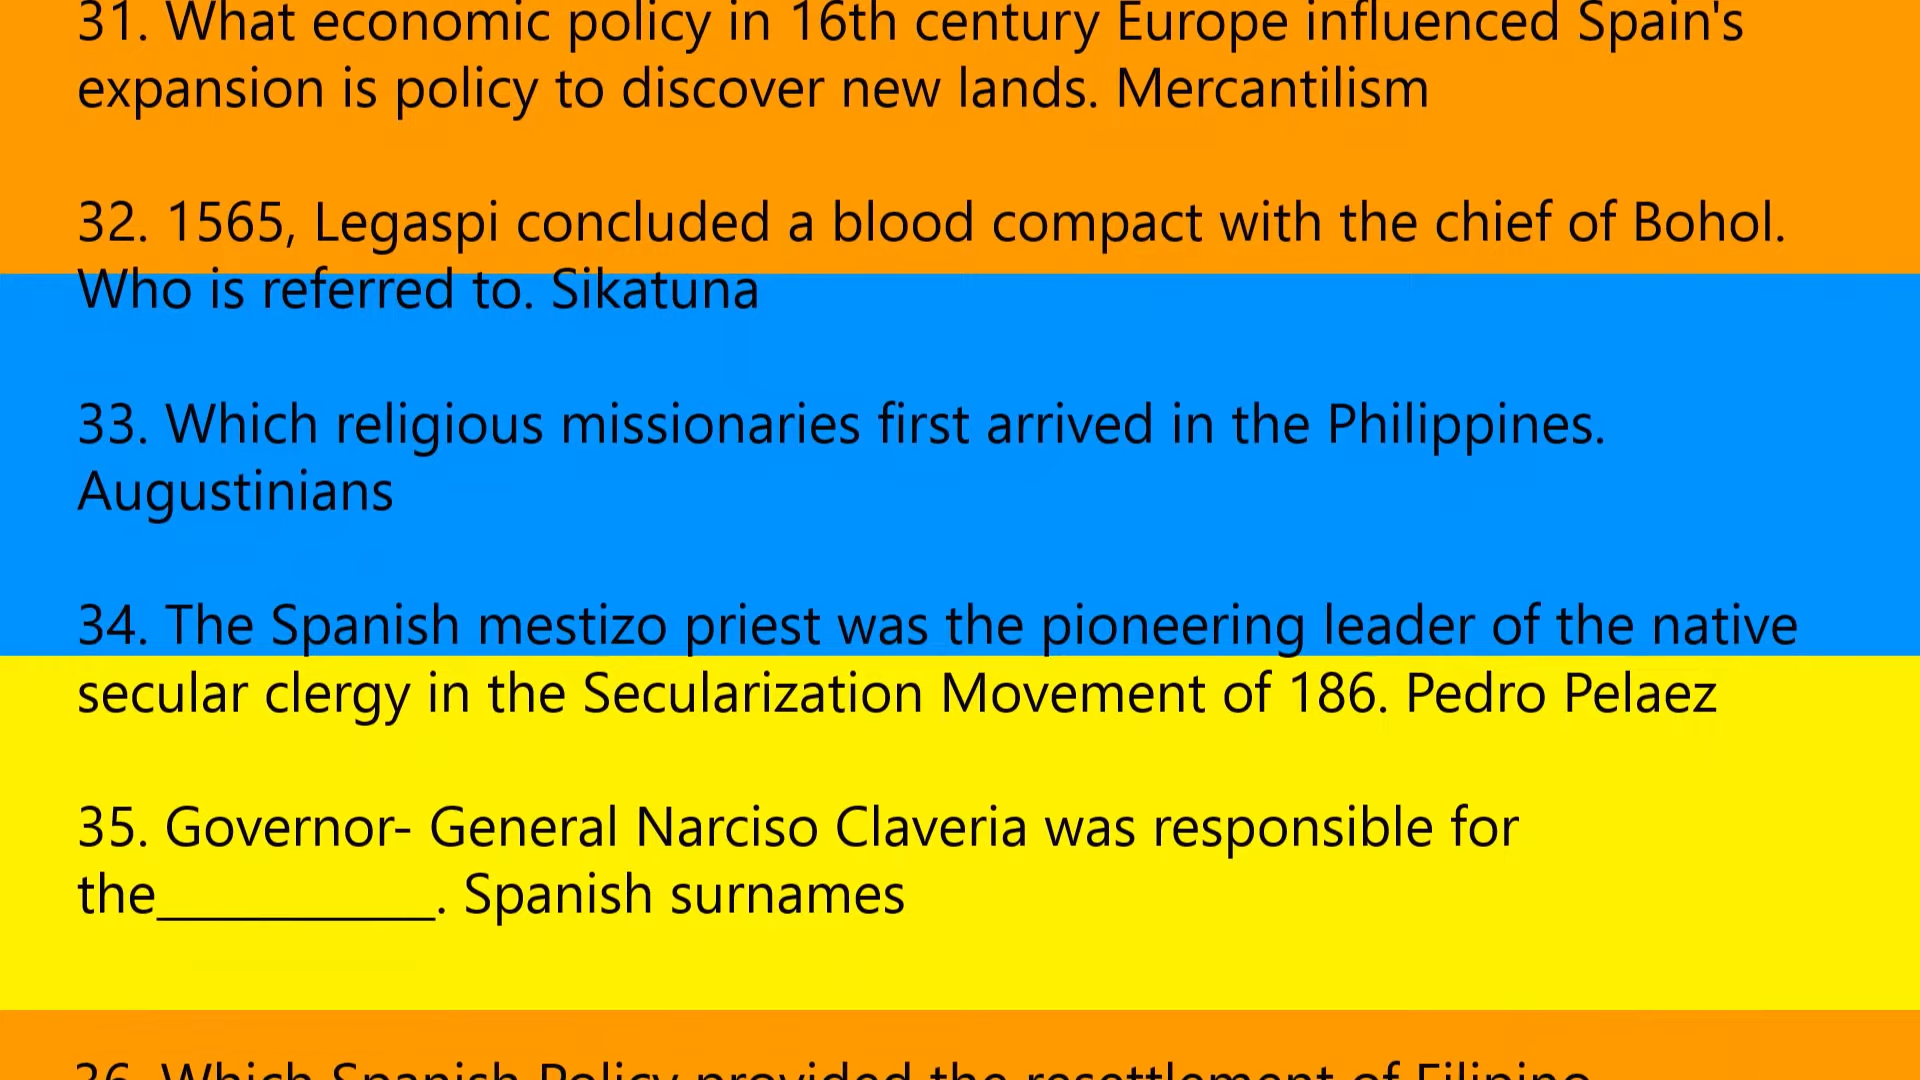 31. What economic policy in 16th century Europe influenced Spain's
expansion is policy to discover new lands. Mercantilism
32. 1565, Legaspi concluded a blood compact with the chief of Bohol.
Who is referred to. Sikatuna
33. Which religious missionaries first arrived in the Philippines.
Augustinians
34. The Spanish mestizo priest was the pioneering leader of the native
secular clergy in the Secularization Movement of 186. Pedro Pelaez
35. Governor- General Narciso Claveria was responsible for
the___________. Spanish surnames
36. Which Spanish Policy provided the resettlement of Filipino